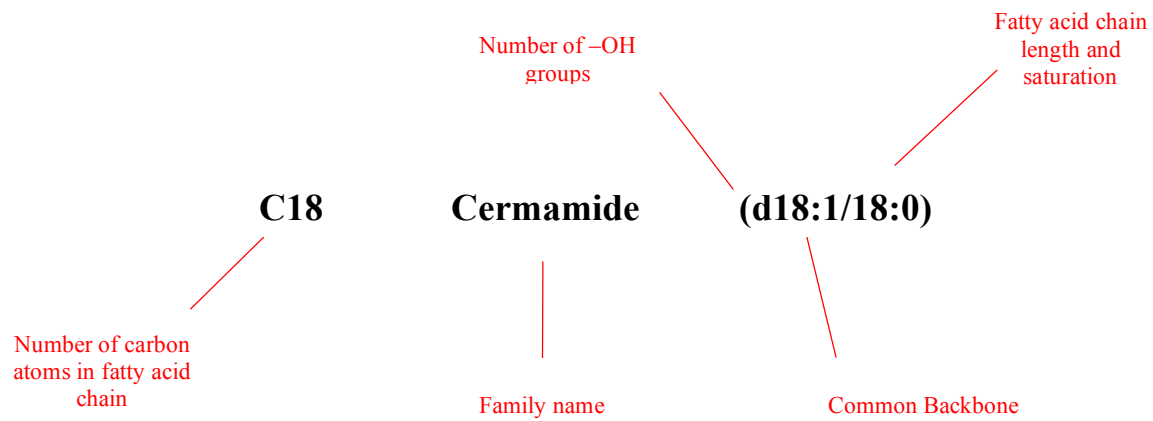 Number of –OH
groups
Fatty acid chain
length and
saturation
C18 Cermamide (d18:1/18:0)
Number of carbon
atoms in fatty acid
chain
Family name
Common Backbone